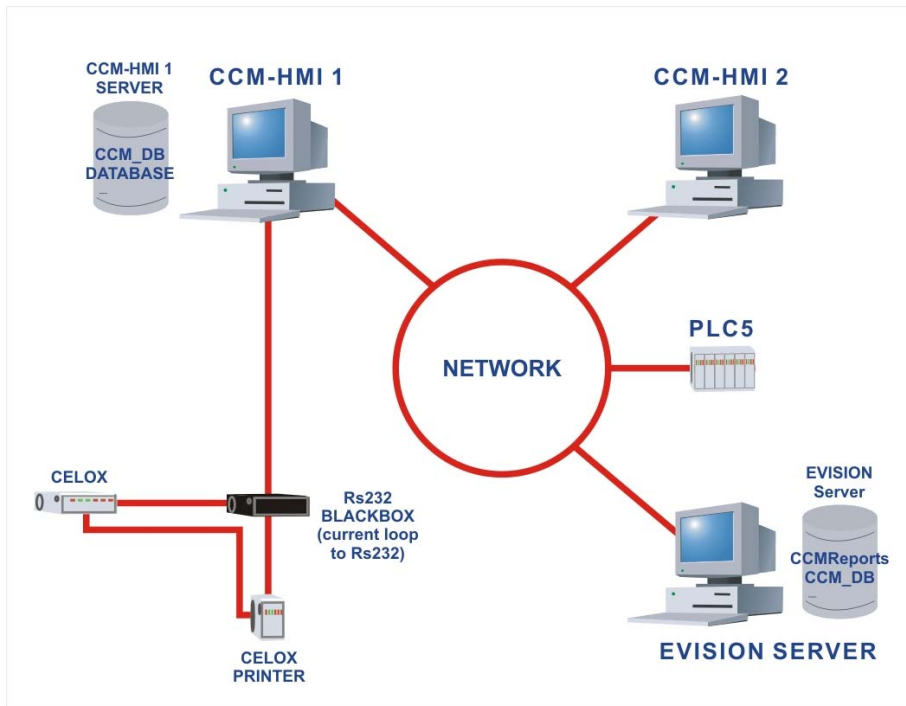 CCM-HMI 1
SERVER
CCM_DB
DATABASE
CCM-HMI 1
CCM-HMI 2
NETWORK
PLC5
CELOX
Rs232
BLACKBOX
(current loop
to Rs232)
CELOX
PRINTER
EVISION
Server
CCMReports
CCM_DB
EVISION SERVER